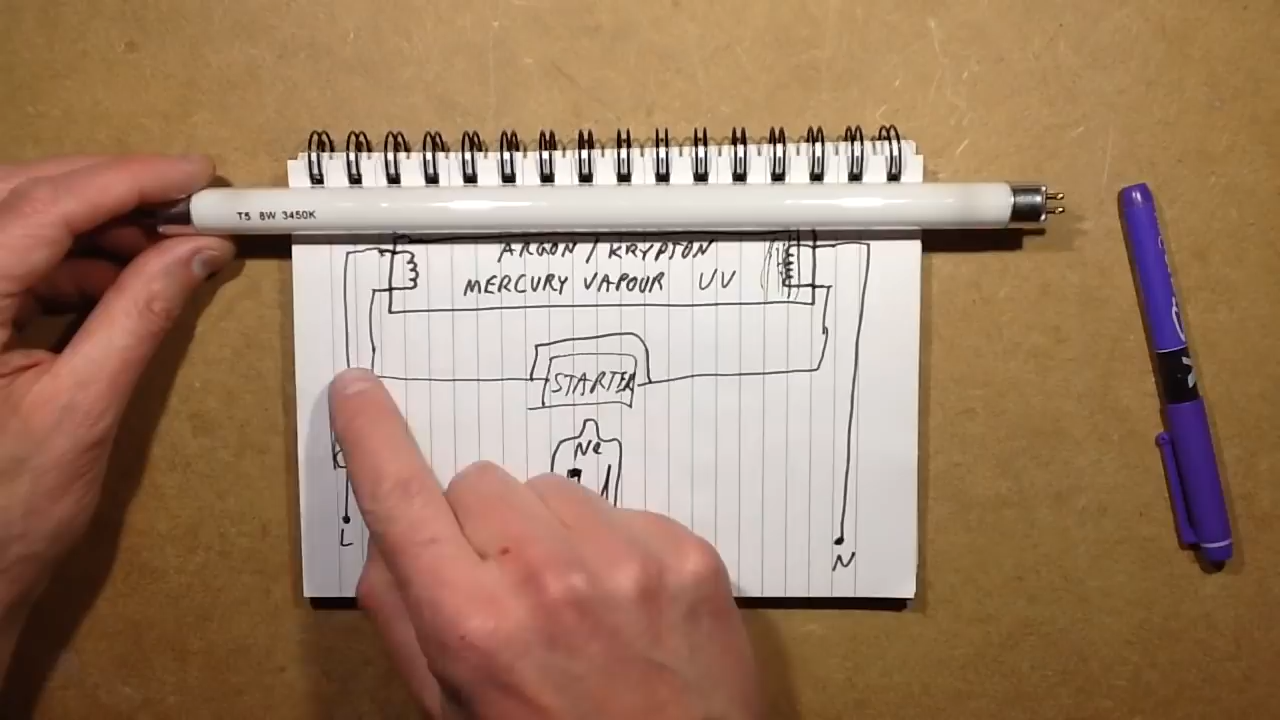 T5 8W 3450K
ARGON / KRYPTON
MERCURY VAPOUR UV
STARTER
Ne
L
N